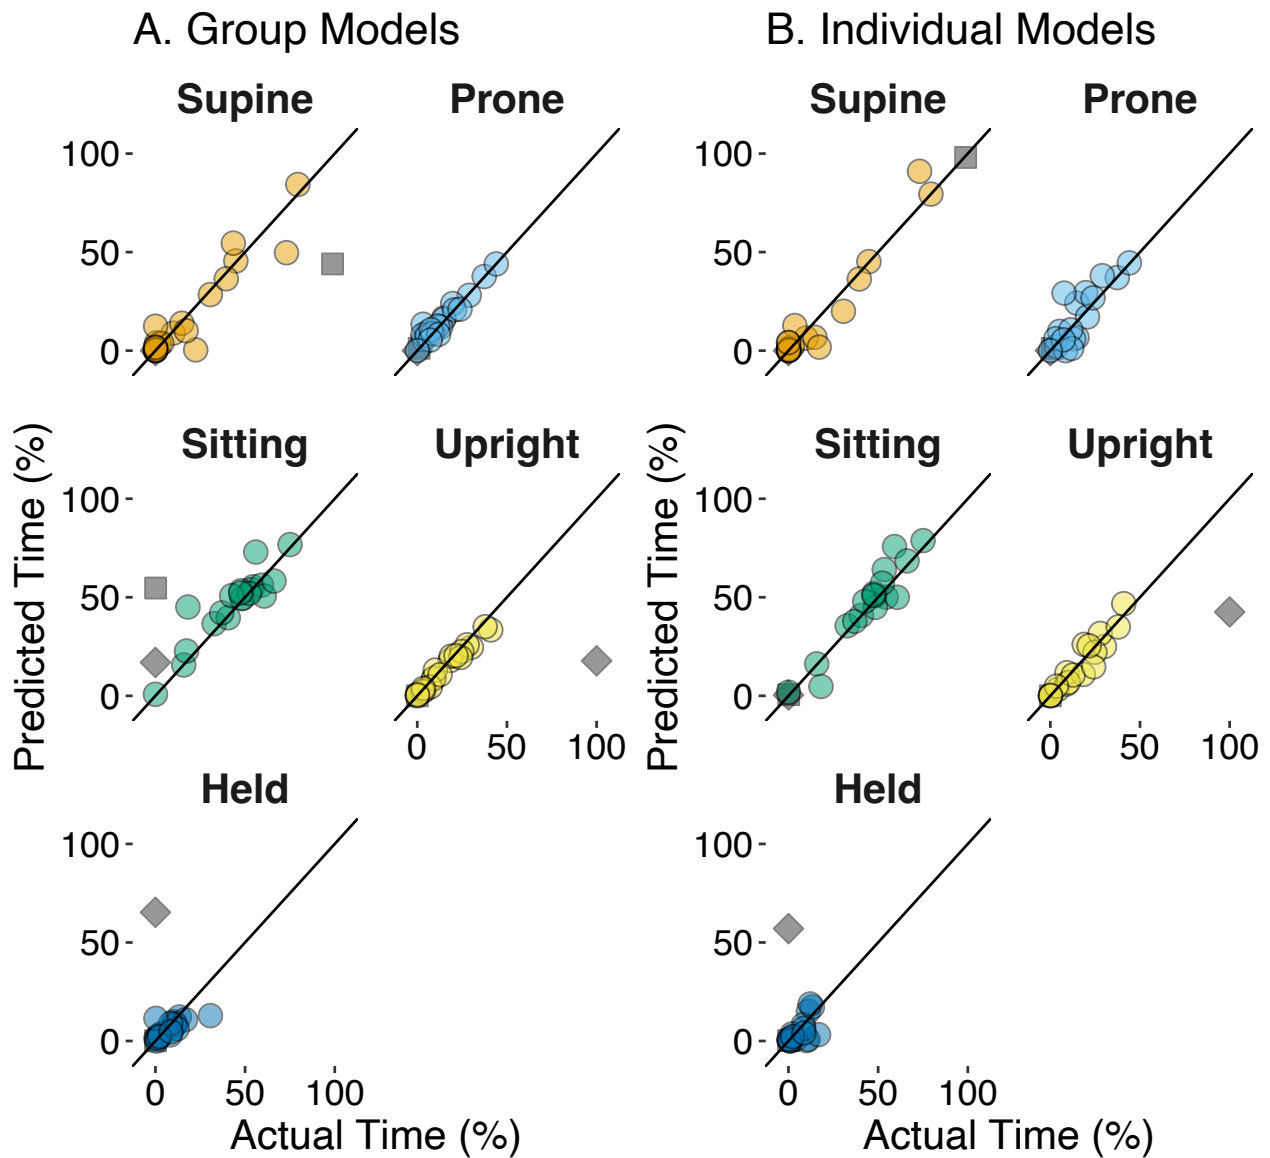 A. Group Models
B. Individual Models
Supine
Prone
Supine
Prone
100
50
0
100
50
0
Sitting
Upright
Sitting
Upright
Predicted Time (%)
100
50
0
0 50 100
Predicted Time (%)
100
50
0
0 50 100
Held
Held
100
50
0
0 50 100
100
50
0
0 50 100
Actual Time (%)
Actual Time (%)